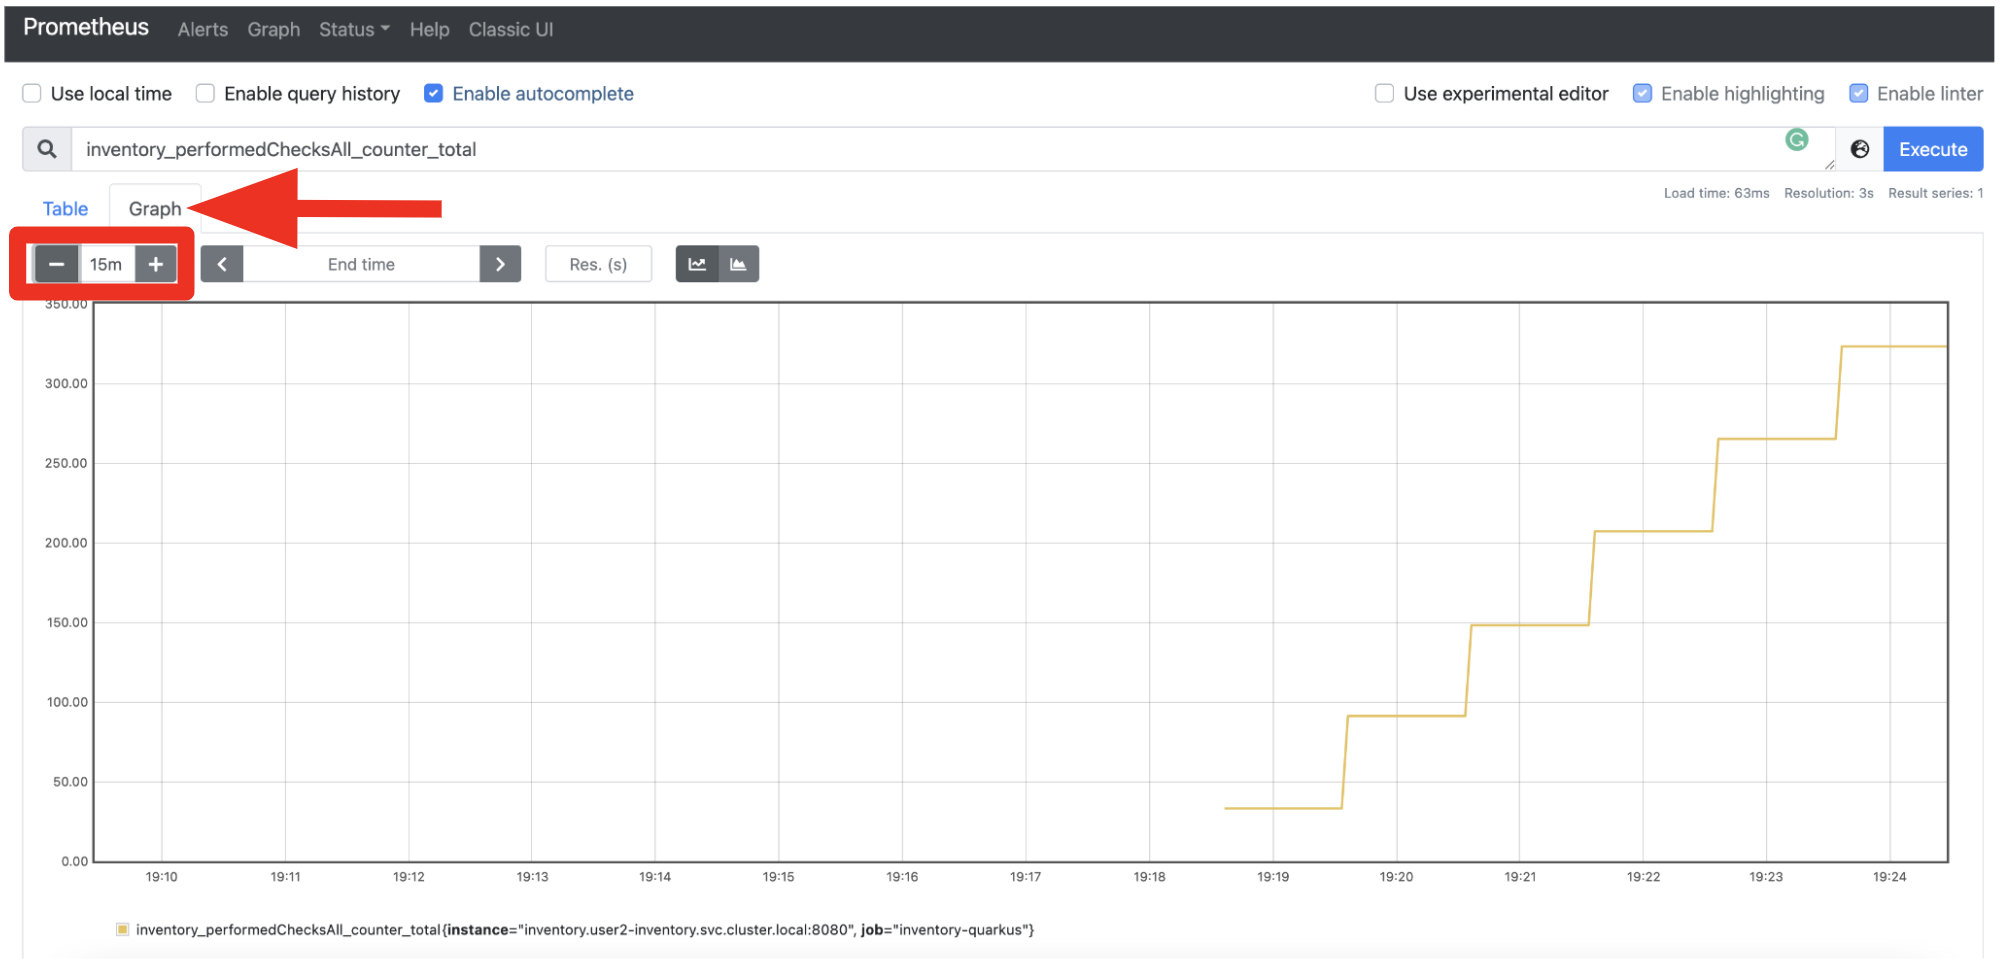 Prometheus Alerts Graph Status Help Classic UI
Use local time Enable query history Enable autocomplete Use experimental editor Enable highlighting Enable linter
inventory_performedChecksAll_counter_total Execute
Load time: 63ms Resolution: 3s Result series: 1
Table Graph
15m End time Res. (s)
350.00
300.00
250.00
200.00
150.00
100.00
50.00
0.00
19:10 19:11 19:12 19:13 19:14 19:15 19:16 19:17 19:18 19:19 19:20 19:21 19:22 19:23 19:24
inventory_performedChecksAll_counter_total{instance="inventory.user2-inventory.svc.cluster.local:8080", job="inventory-quarkus"}